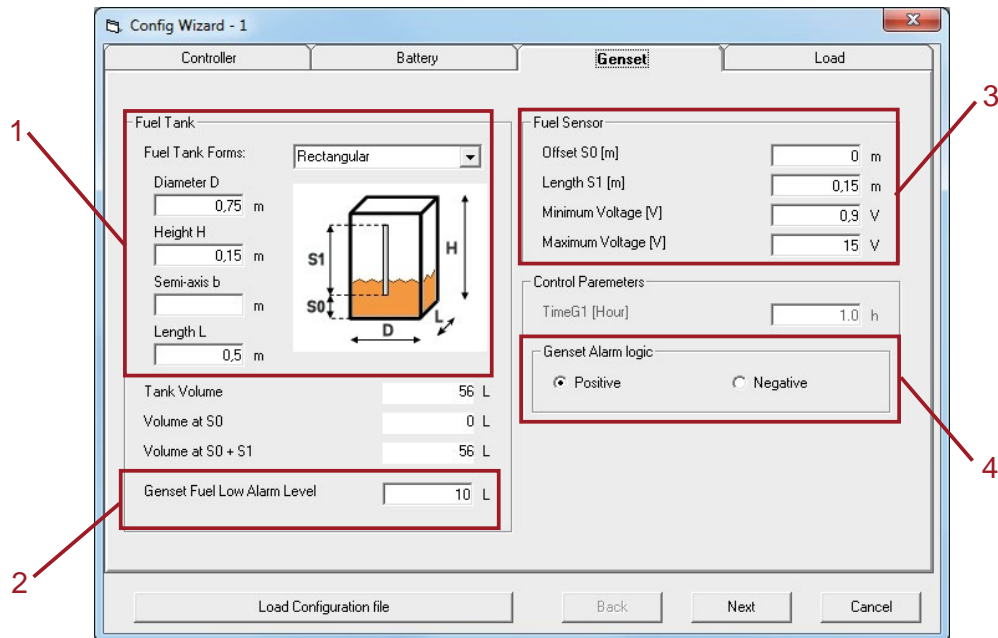 Config Wizard - 1
Controller
Battery
Genset
Load
1
Fuel Tank
Fuel Tank Forms:
Rectangular
Diameter D
0,75 m
Height H
0,15 m
Semi-axis b
m
Length L
0,5 m
S1
S0
H
D
L
Tank Volume 56 L
Volume at S0 0 L
Volume at S0 + S1 56 L
2
Genset Fuel Low Alarm Level 10 L
3
Fuel Sensor
Offset S0 [m] 0 m
Length S1 [m] 0,15 m
Minimum Voltage [V] 0,9 V
Maximum Voltage [V] 15 V
Control Paremeters
TimeG1 [Hour] 1.0 h
Genset Alarm logic
Positive Negative
4
Load Configuration file
Back
Next
Cancel